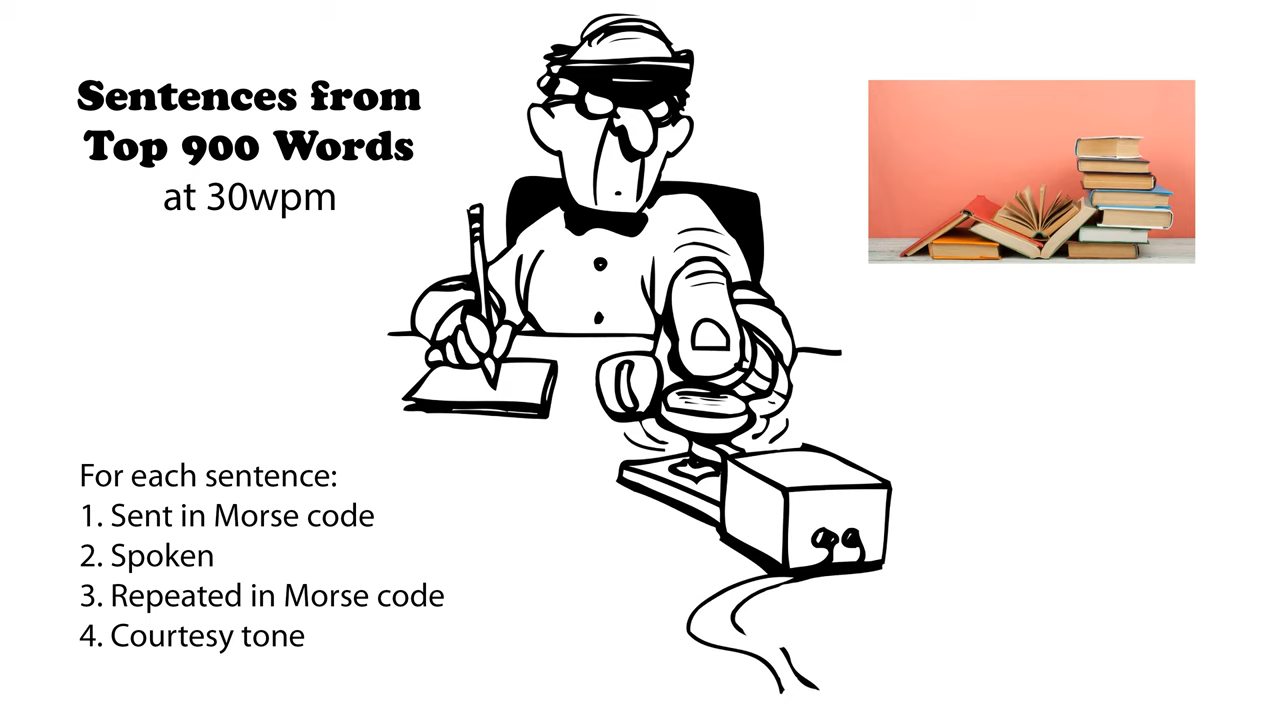 Sentences from
Top 900 Words
at 30wpm
For each sentence:
1. Sent in Morse code
2. Spoken
3. Repeated in Morse code
4. Courtesy tone